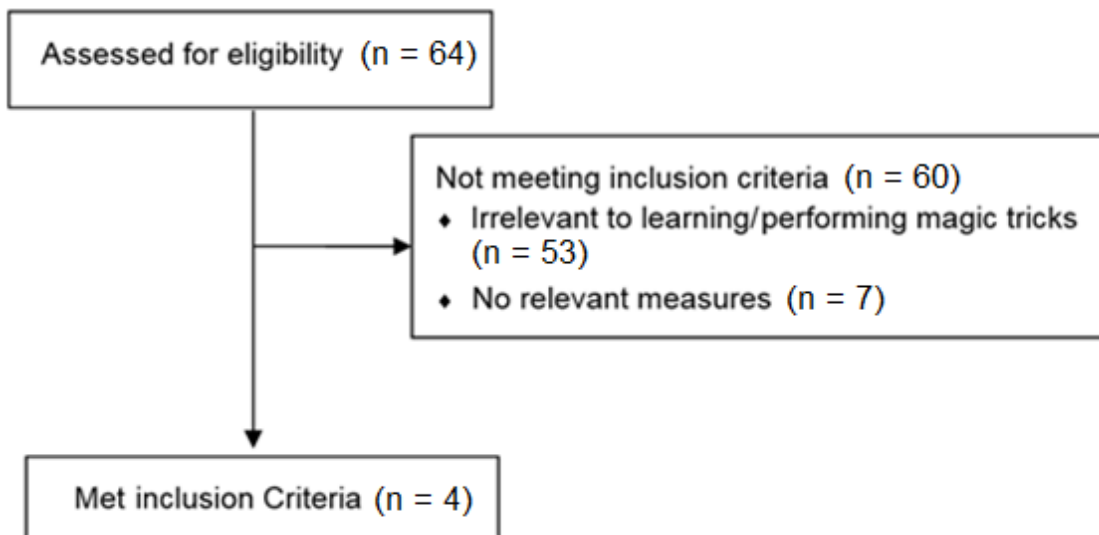 Assessed for eligibility (n = 64)
Not meeting inclusion criteria (n = 60)
♦ Irrelevant to learning/performing magic tricks
(n = 53)
♦ No relevant measures (n = 7)
Met inclusion Criteria (n = 4)